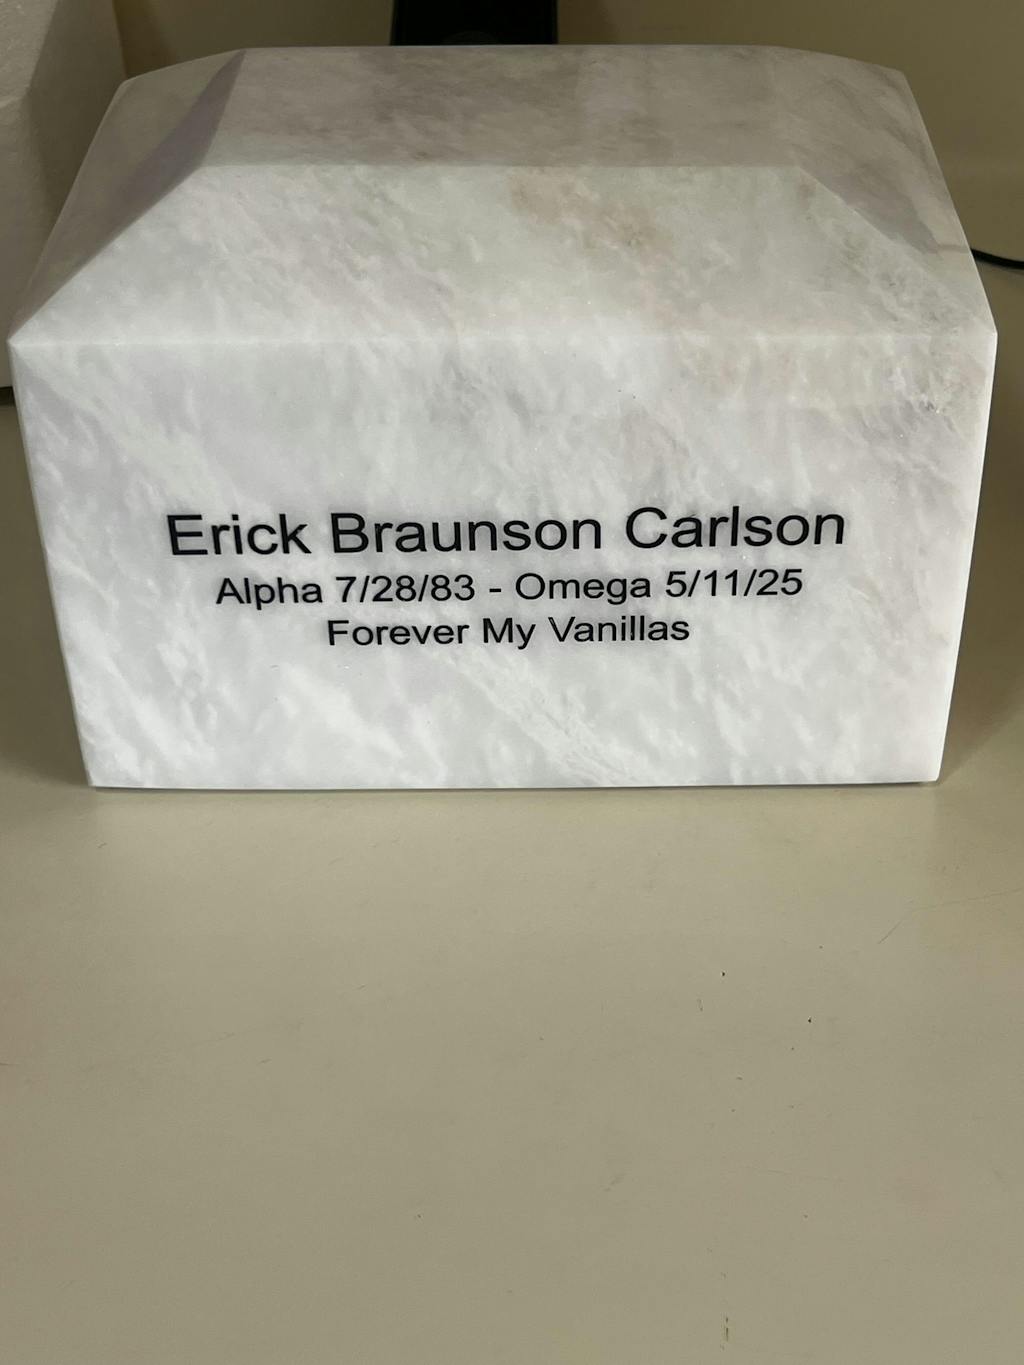 Erick Braunson Carlson
Alpha 7/28/83 - Omega 5/11/25
Forever My Vanillas